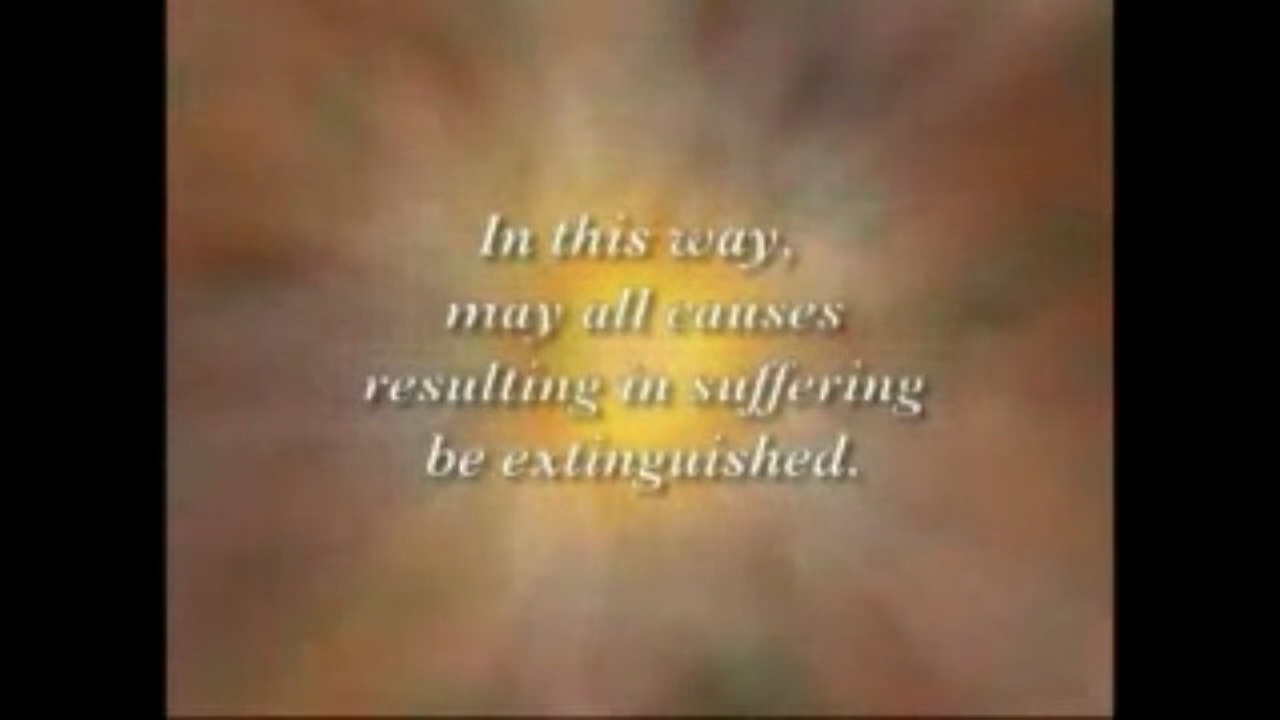 In this way,
may all causes
resulting in suffering
be extinguished.